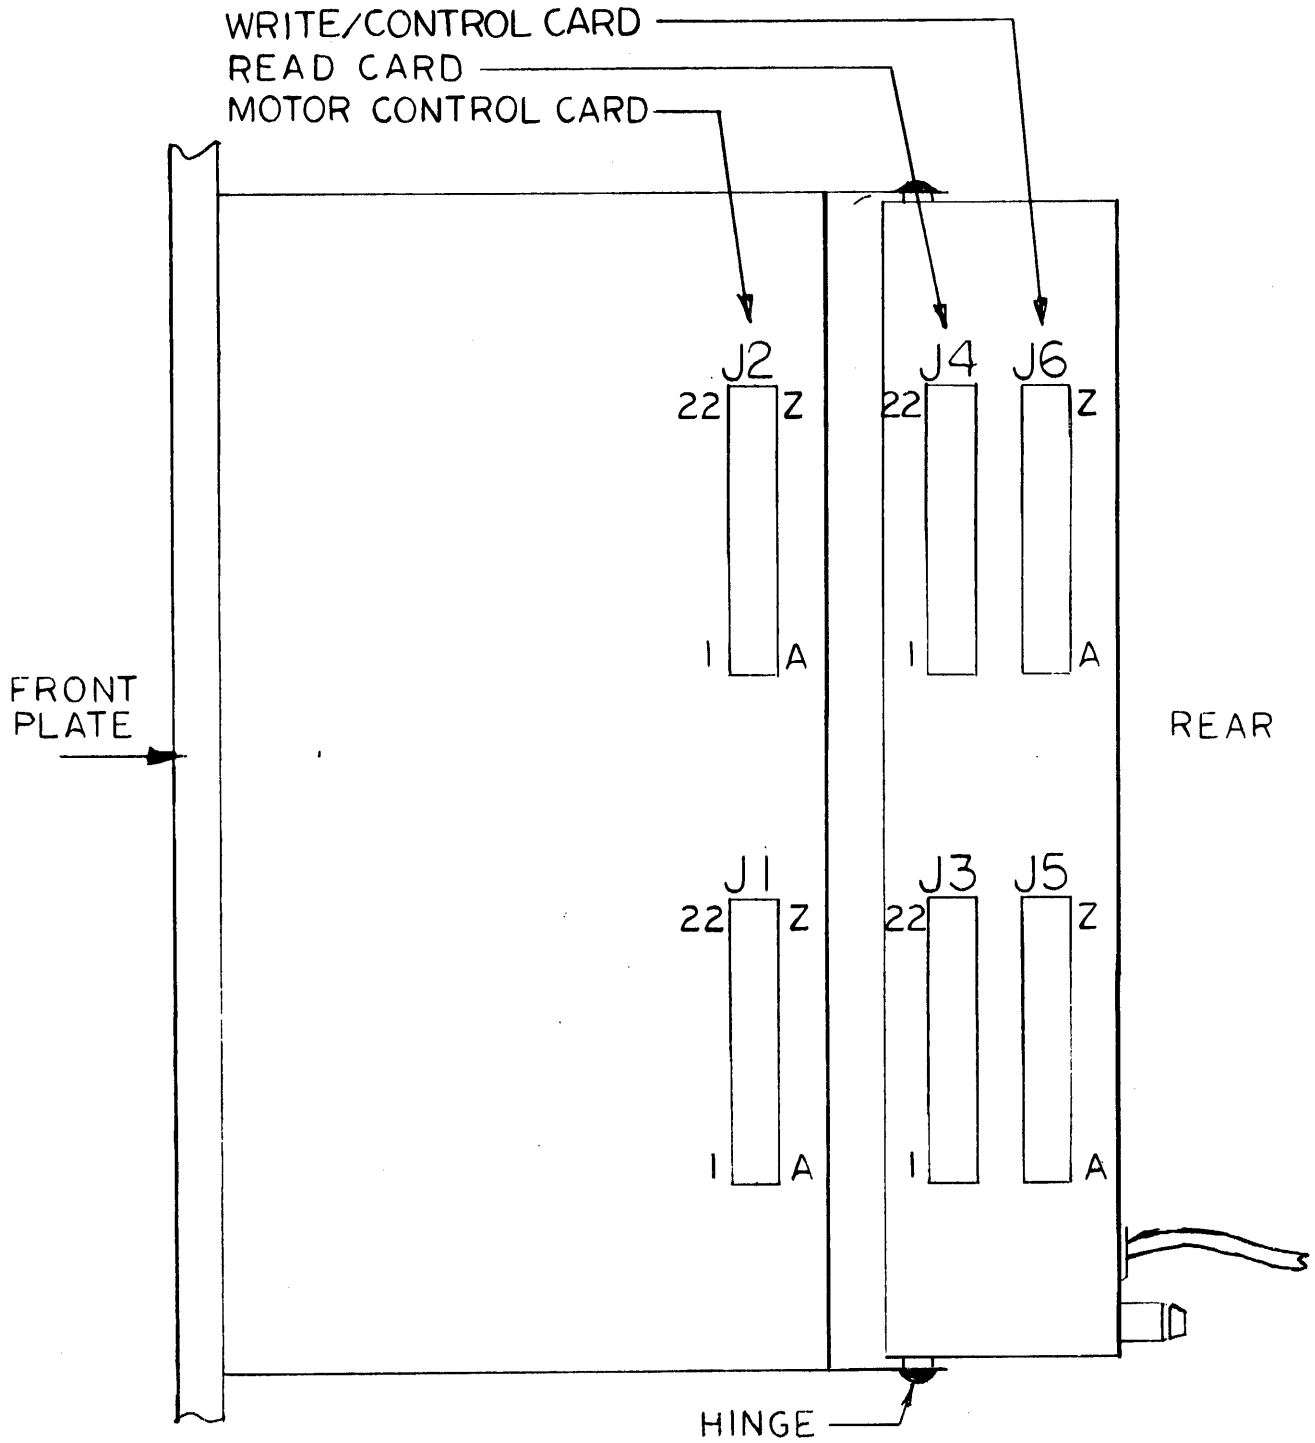 WRITE/CONTROL CARD
READ CARD
MOTOR CONTROL CARD
J2 J4 J6
22 Z 22 Z
1 A 1 A
FRONT
PLATE
REAR
J1 J3 J5
22 Z 22 Z
1 A 1 A
HINGE